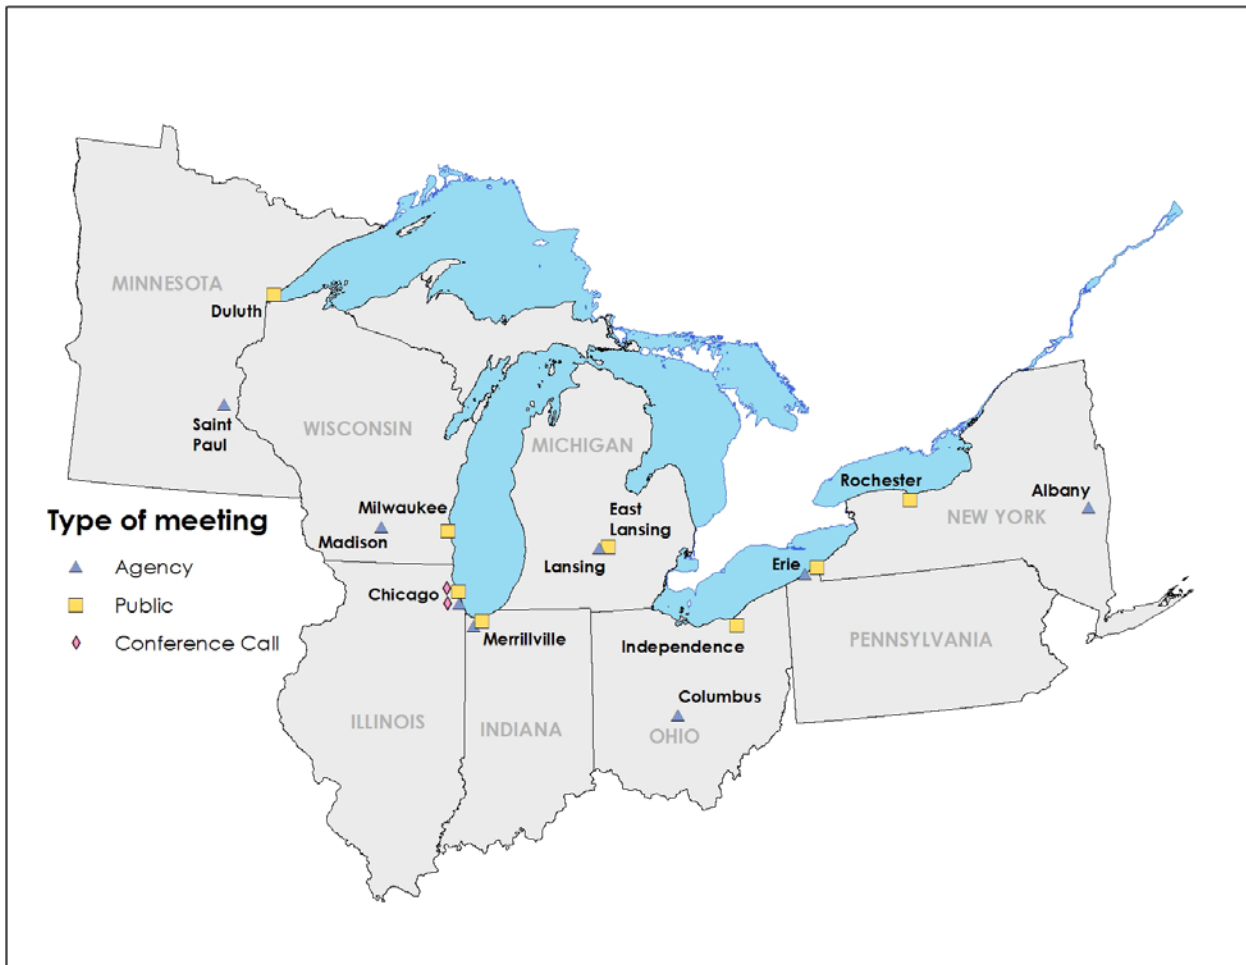 MINNESOTA
Duluth
Saint
Paul
WISCONSIN
MICHIGAN
Rochester
Albany
NEW YORK
Milwaukee
East
Lansing
Madison
Lansing
Erie
Type of meeting
Agency
Public
Conference Call
Chicago
Merrillville
Independence
PENNSYLVANIA
Columbus
ILLINOIS
INDIANA
OHIO